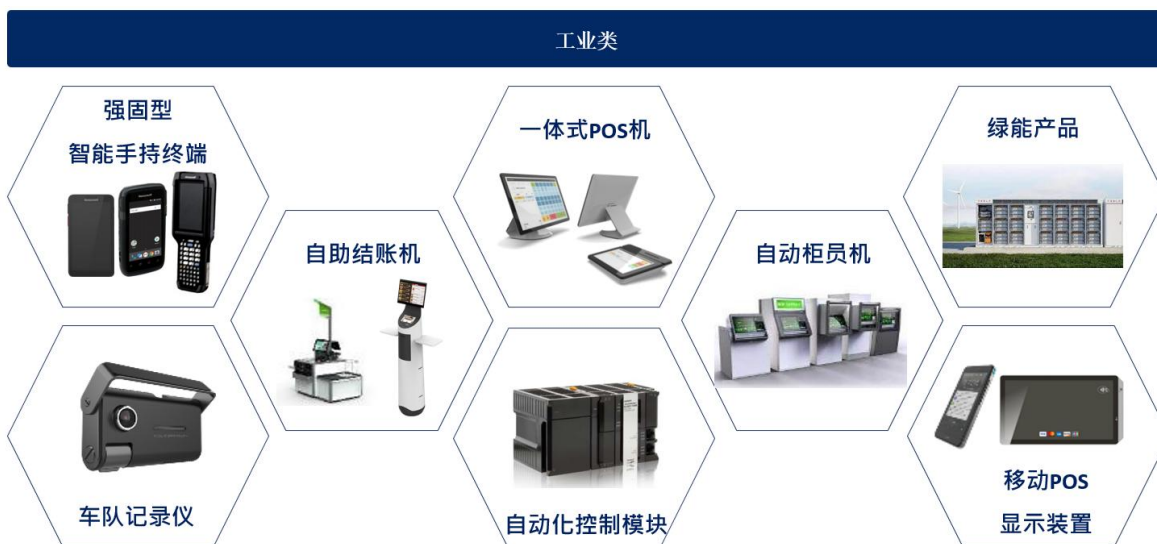 工业类
强固型
智能手持终端
一体式POS机
绿能产品
自助结账机
自动柜员机
车队记录仪
自动化控制模块
移动POS
显示装置